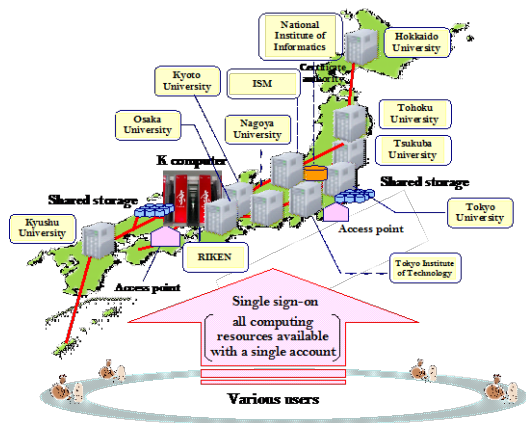 National
Institute of
Informatics
Hokkaido
University
Kyoto
University
ISM
Certificate
authority
Osaka
University
Nagoya
University
Tohoku
University
Tsukuba
University
K computer
Shared storage
Shared storage
Kyushu
University
Tokyo
University
Access point
RIKEN
Access point
Tokyo Institute
of Technology
Single sign-on
all computing
resources available
with a single account
Various users